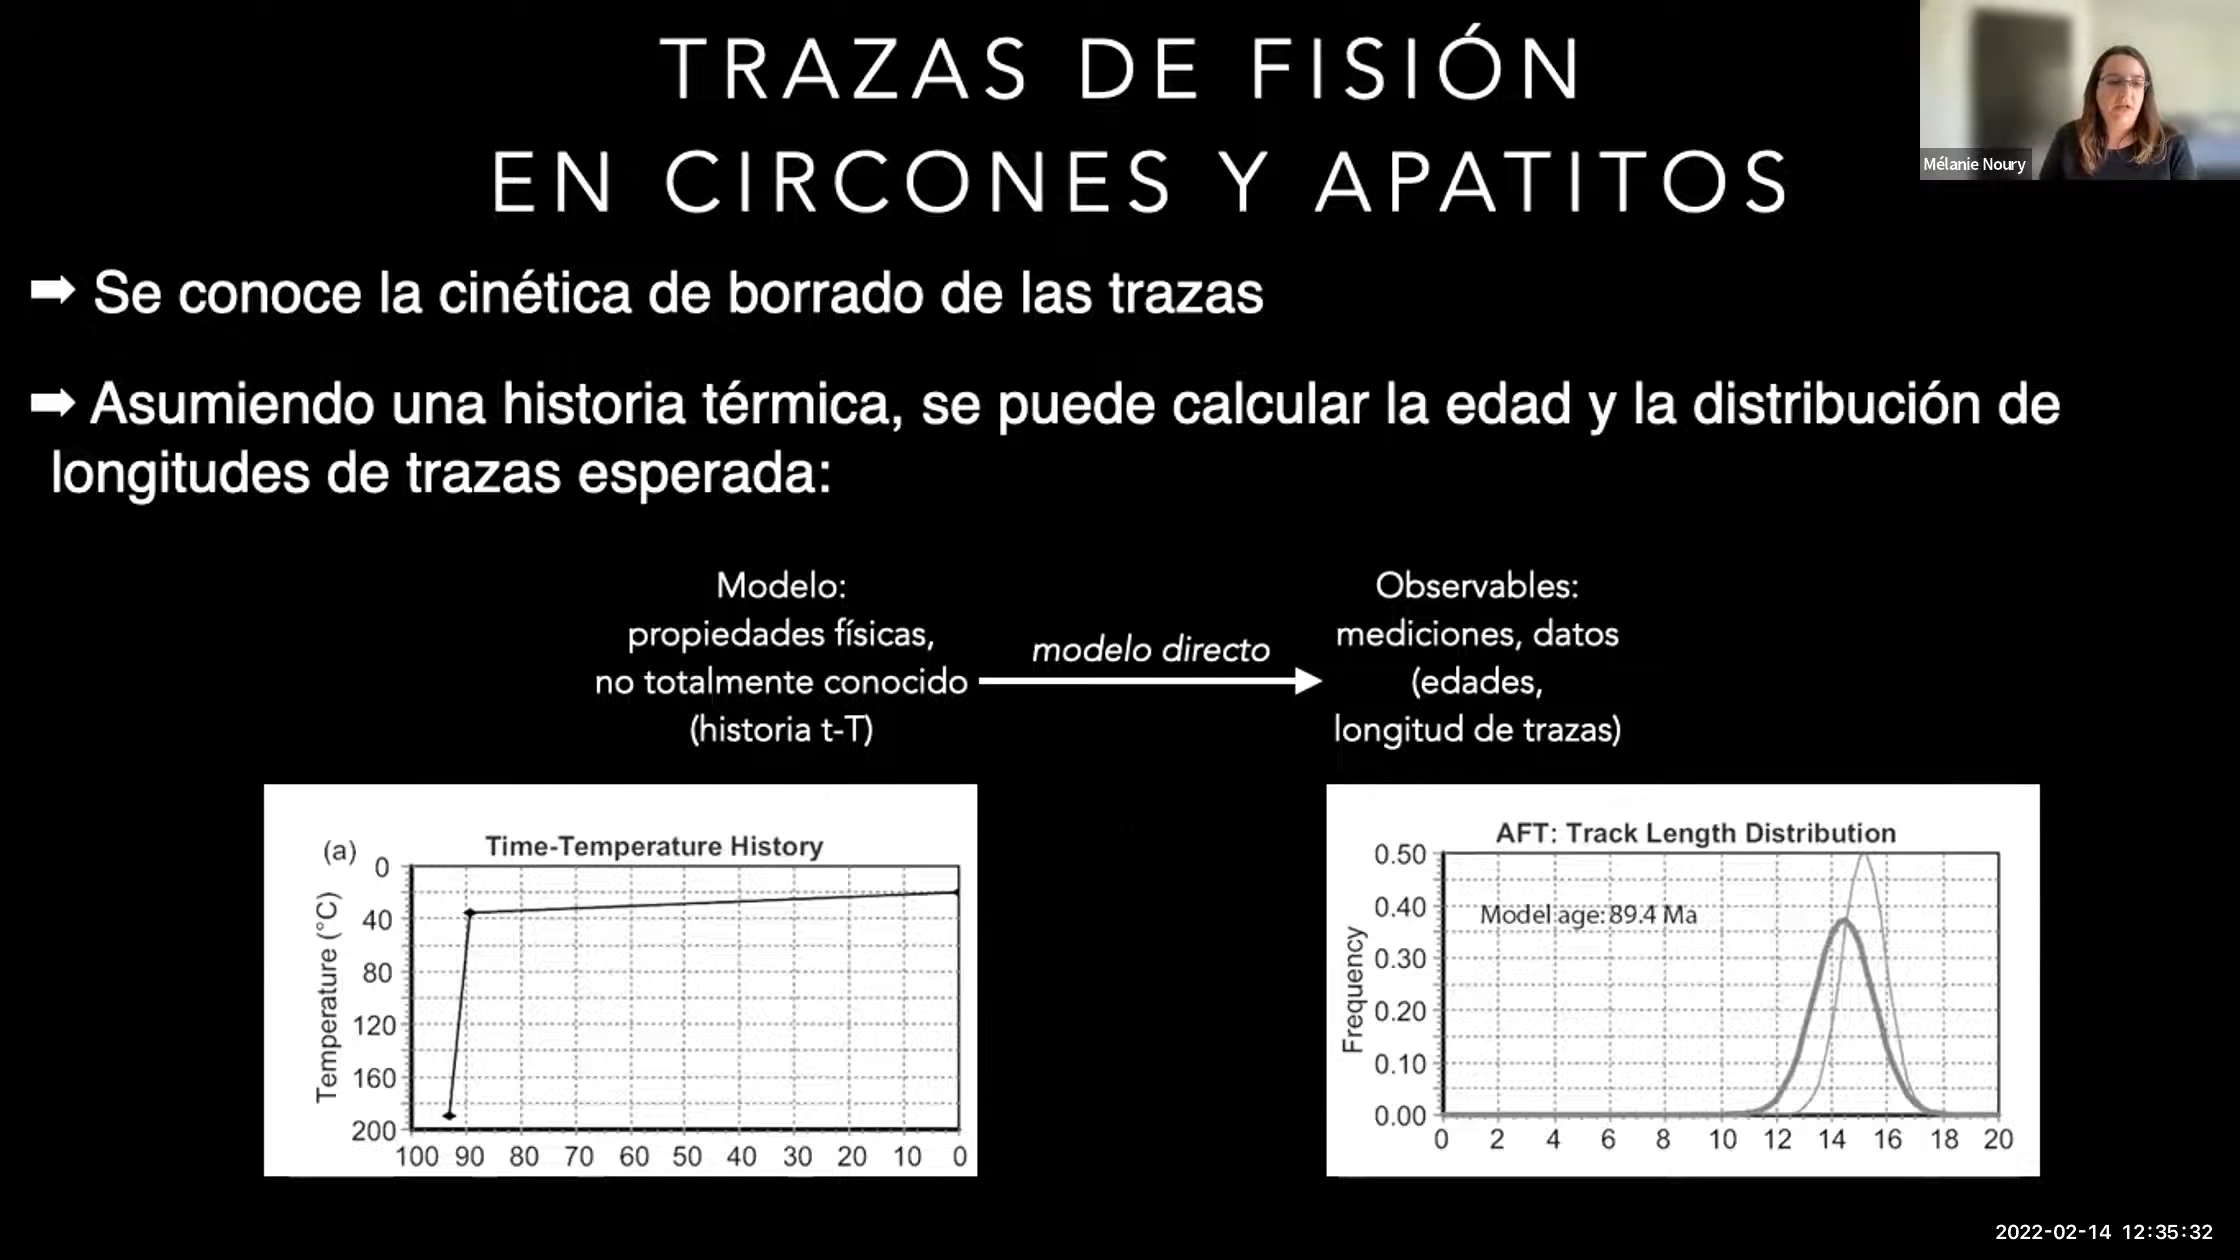 TRAZAS DE FISIÓN
EN CIRCONES Y APATITOS
Mélanie Noury
➡ Se conoce la cinética de borrado de las trazas
➡ Asumiendo una historia térmica, se puede calcular la edad y la distribución de
longitudes de trazas esperada:
Modelo:
propiedades físicas,
no totalmente conocido
(historia t-T)
modelo directo
Observables:
mediciones, datos
(edades,
longitud de trazas)
(a)
Time-Temperature History
Temperature (°C)
0
40
80
120
160
200
100 90 80 70 60 50 40 30 20 10 0
AFT: Track Length Distribution
Model age: 89.4 Ma
Frequency
0.50
0.40
0.30
0.20
0.10
0.00
0 2 4 6 8 10 12 14 16 18 20
2022-02-14 12:35:32